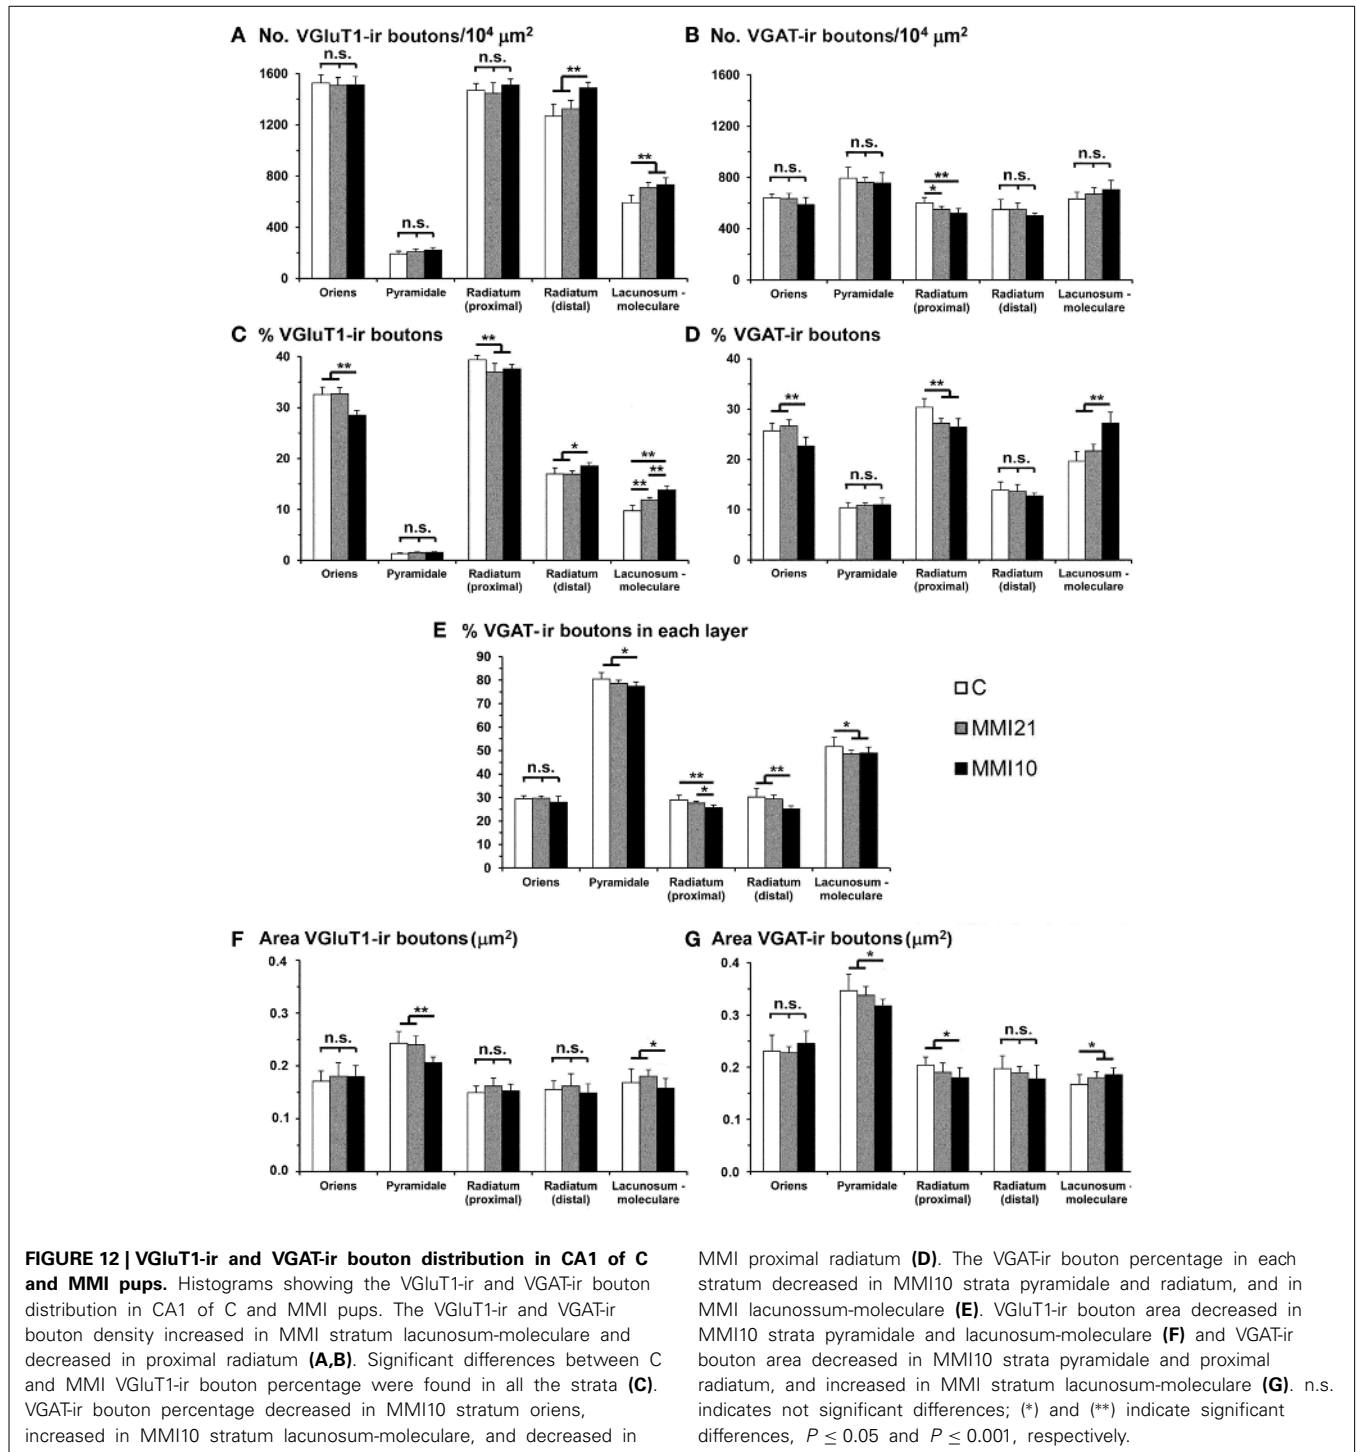 A No. VGluT1-ir boutons/10⁴ μm²
n.s.
n.s.
**
**
n.s.
1600
1200
800
400
0
Oriens
Pyramidale
Radiatum
(proximal)
Radiatum
(distal)
Lacunosum -
moleculare
B No. VGAT-ir boutons/10⁴ μm²
1600
1200
800
400
0
n.s.
n.s.
**
*
n.s.
n.s.
Oriens
Pyramidale
Radiatum
(proximal)
Radiatum
(distal)
Lacunosum -
moleculare
C % VGluT1-ir boutons
40
30
20
10
0
**
n.s.
**
*
**
**
**
Oriens
Pyramidale
Radiatum
(proximal)
Radiatum
(distal)
Lacunosum -
moleculare
D % VGAT-ir boutons
40
30
20
10
0
**
n.s.
**
n.s.
**
Oriens
Pyramidale
Radiatum
(proximal)
Radiatum
(distal)
Lacunosum -
moleculare
E % VGAT-ir boutons in each layer
90
80
70
60
50
40
30
20
10
0
n.s.
*
**
*
**
*
Oriens
Pyramidale
Radiatum
(proximal)
Radiatum
(distal)
Lacunosum -
moleculare
C
MMI21
MMI10
F Area VGluT1-ir boutons (μm²)
0.4
0.3
0.2
0.1
0.0
n.s.
**
n.s.
n.s.
*
Oriens
Pyramidale
Radiatum
(proximal)
Radiatum
(distal)
Lacunosum -
moleculare
G Area VGAT-ir boutons (μm²)
0.4
0.3
0.2
0.1
0.0
n.s.
*
*
n.s.
*
Oriens
Pyramidale
Radiatum
(proximal)
Radiatum
(distal)
Lacunosum -
moleculare
FIGURE 12 | VGluT1-ir and VGAT-ir bouton distribution in CA1 of C
and MMI pups. Histograms showing the VGluT1-ir and VGAT-ir bouton
distribution in CA1 of C and MMI pups. The VGluT1-ir and VGAT-ir
bouton density increased in MMI stratum lacunosum-moleculare and
decreased in proximal radiatum (A,B). Significant differences between C
and MMI VGluT1-ir bouton percentage were found in all the strata (C).
VGAT-ir bouton percentage decreased in MMI10 stratum oriens,
increased in MMI10 stratum lacunosum-moleculare, and decreased in
MMI proximal radiatum (D). The VGAT-ir bouton percentage in each
stratum decreased in MMI10 strata pyramidale and radiatum, and in
MMI lacunossum-moleculare (E). VGluT1-ir bouton area decreased in
MMI10 strata pyramidale and lacunosum-moleculare (F) and VGAT-ir
bouton area decreased in MMI10 strata pyramidale and proximal
radiatum, and increased in MMI stratum lacunosum-moleculare (G). n.s.
indicates not significant differences; (*) and (**) indicate significant
differences, P ≤ 0.05 and P ≤ 0.001, respectively.